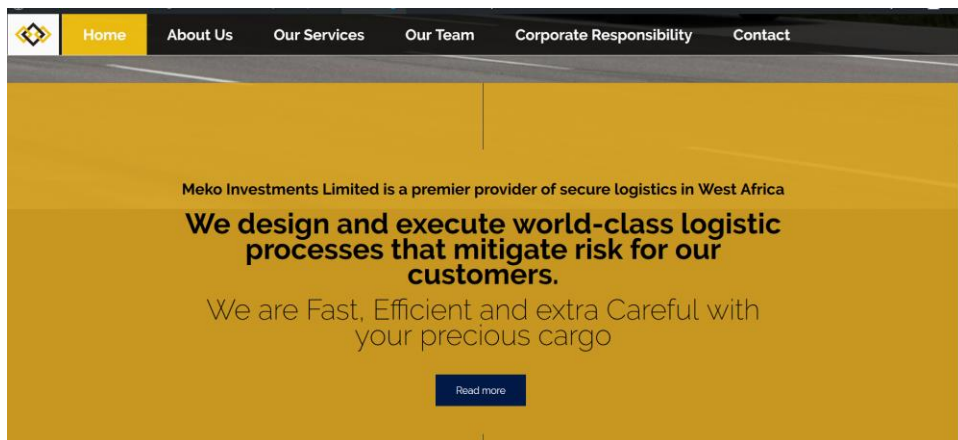 Home About Us Our Services Our Team Corporate Responsibility Contact
Meko Investments Limited is a premier provider of secure logistics in West Africa
We design and execute world-class logistic
processes that mitigate risk for our
customers.
We are Fast, Efficient and extra Careful with
your precious cargo
Read more